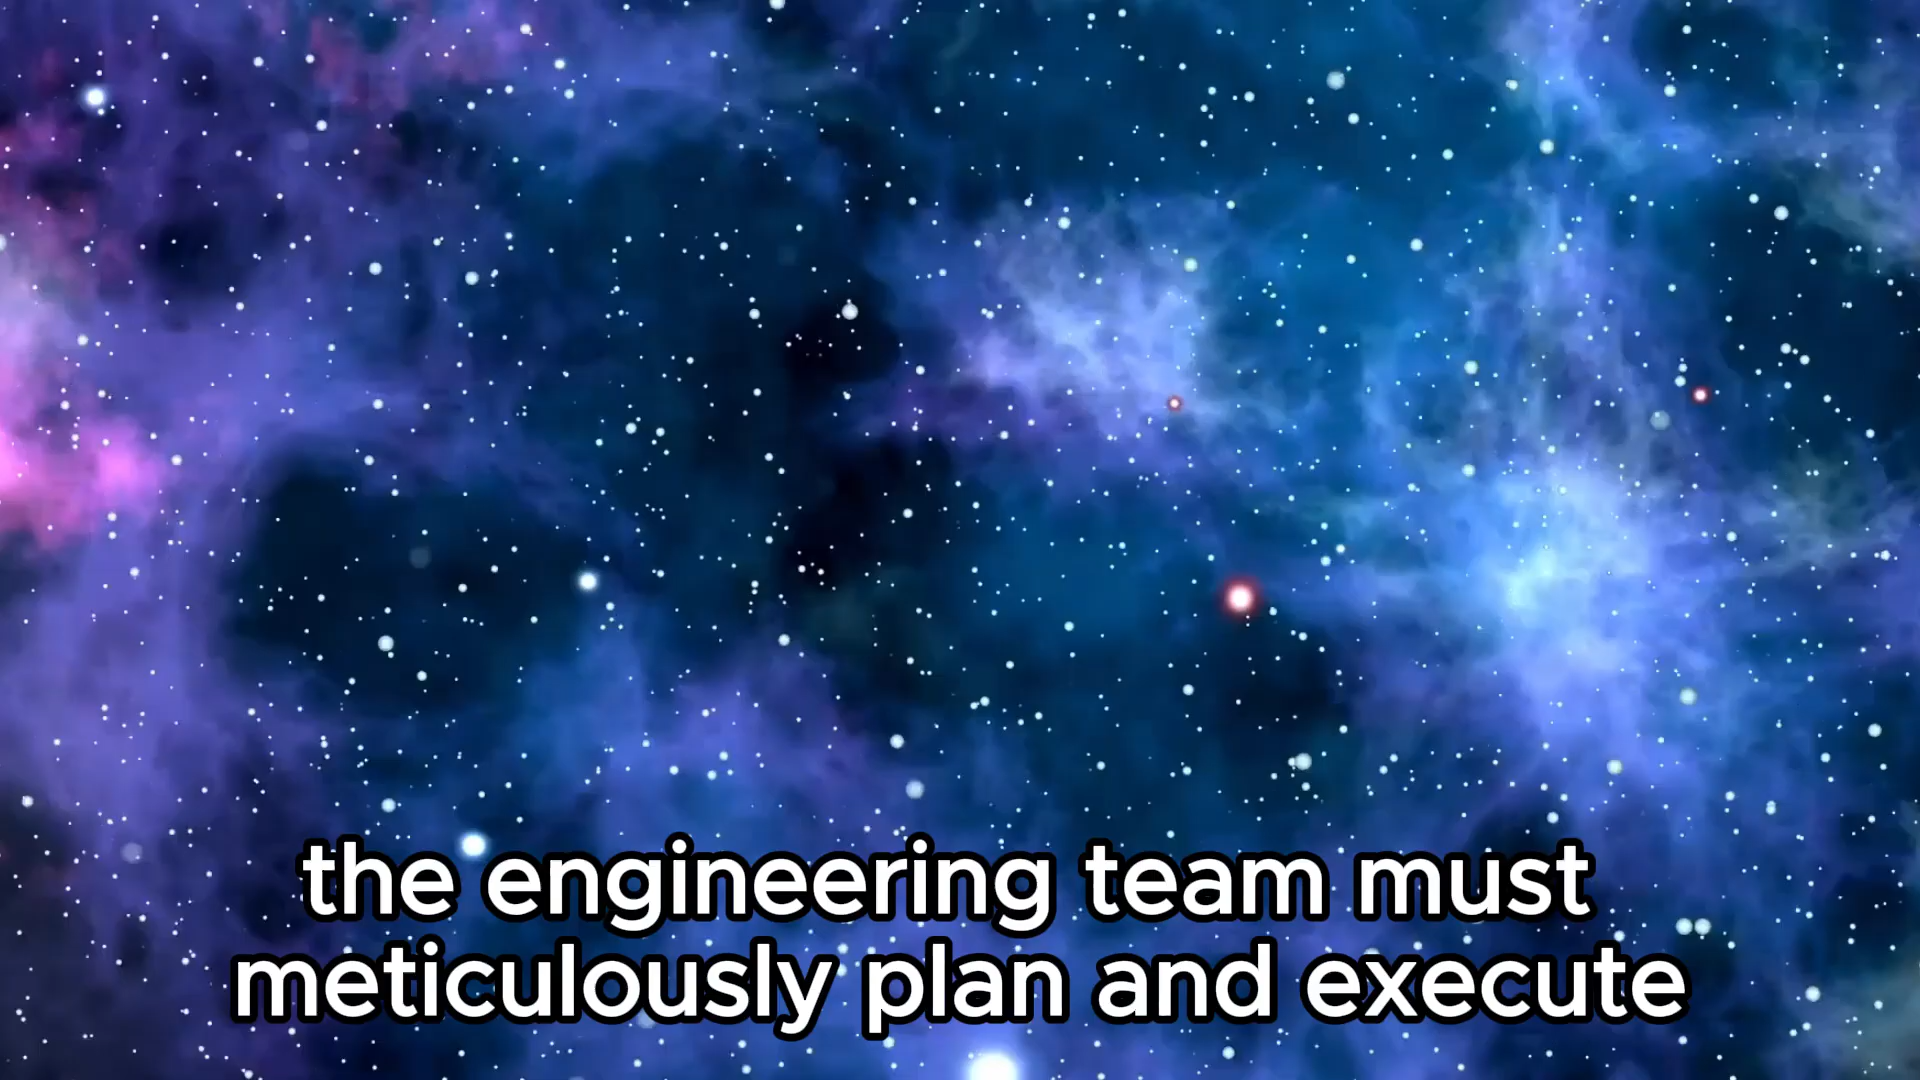 the engineering team must
meticulously plan and execute